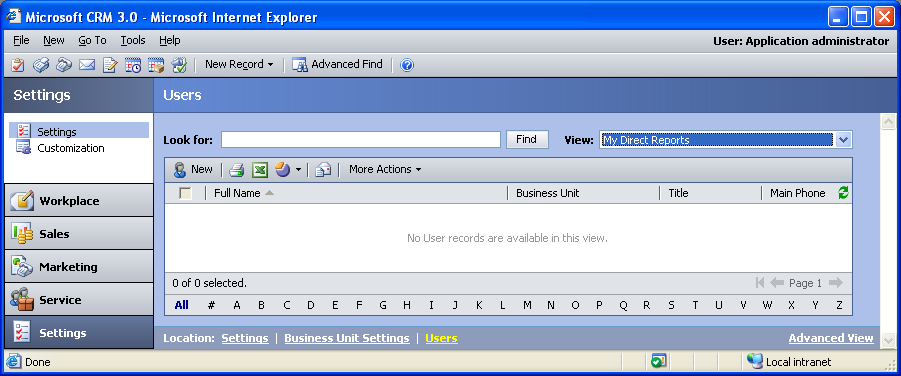 Microsoft CRM 3.0 - Microsoft Internet Explorer
File New Go To Tools Help User: Application administrator
New Record Advanced Find
Settings Users
Settings
Customization
Look for: Find View: My Direct Reports
New More Actions
Full Name Business Unit Title Main Phone
Workplace
Sales
Marketing
Service
Settings
No User records are available in this view.
0 of 0 selected. Page 1
All # A B C D E F G H I J K L M N O P Q R S T U V W X Y Z
Location: Settings | Business Unit Settings | Users Advanced View
Done Local intranet